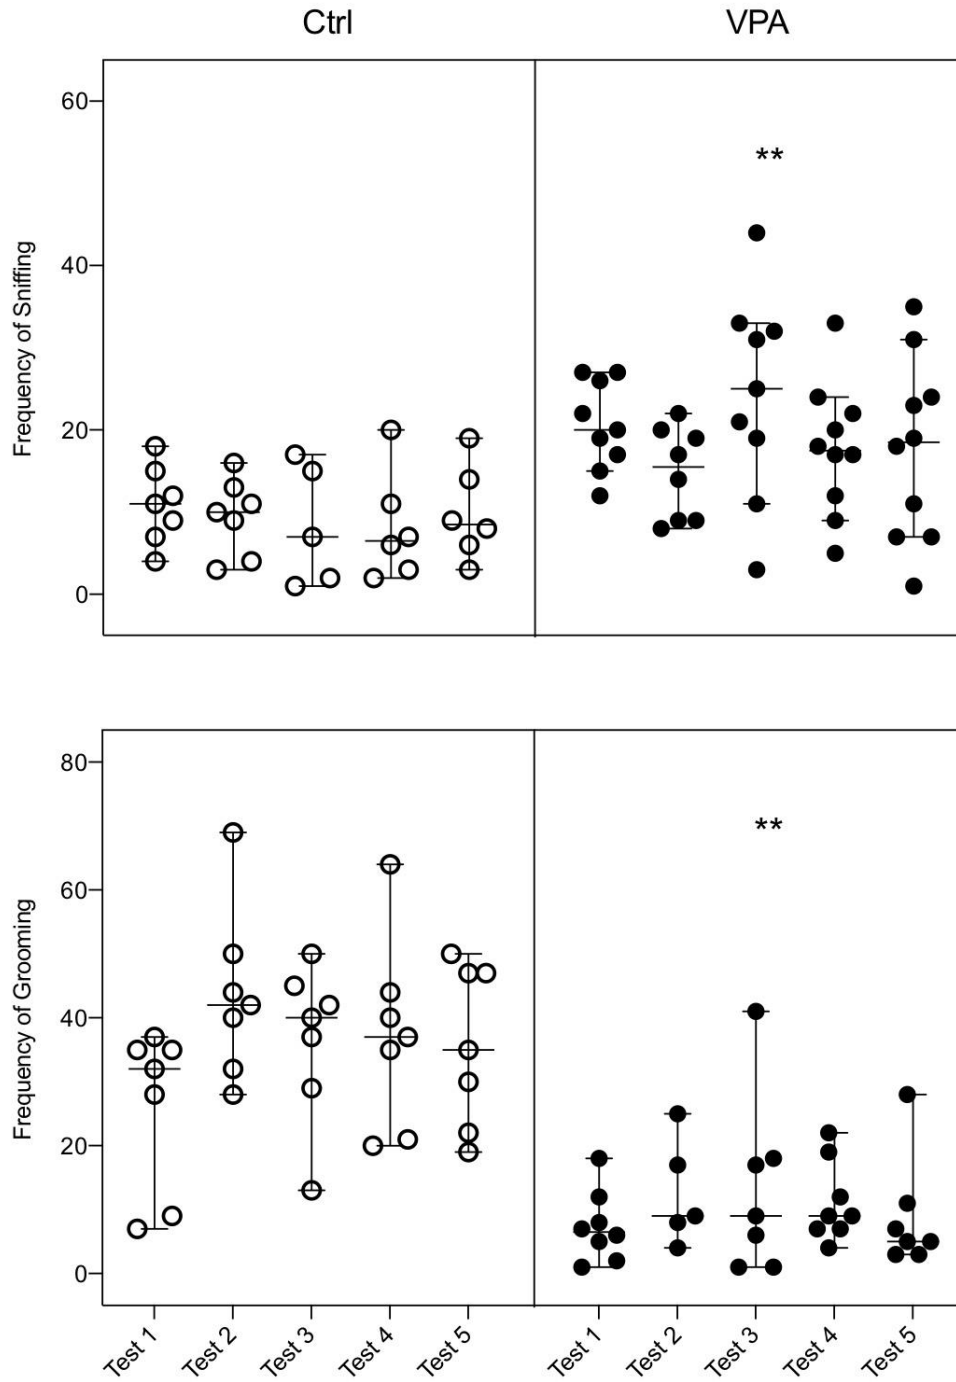 Ctrl
VPA
Frequency of Sniffing
60
40
20
0
**
Frequency of Grooming
80
60
40
20
0
**
Test 1
Test 2
Test 3
Test 4
Test 5
Test 1
Test 2
Test 3
Test 4
Test 5